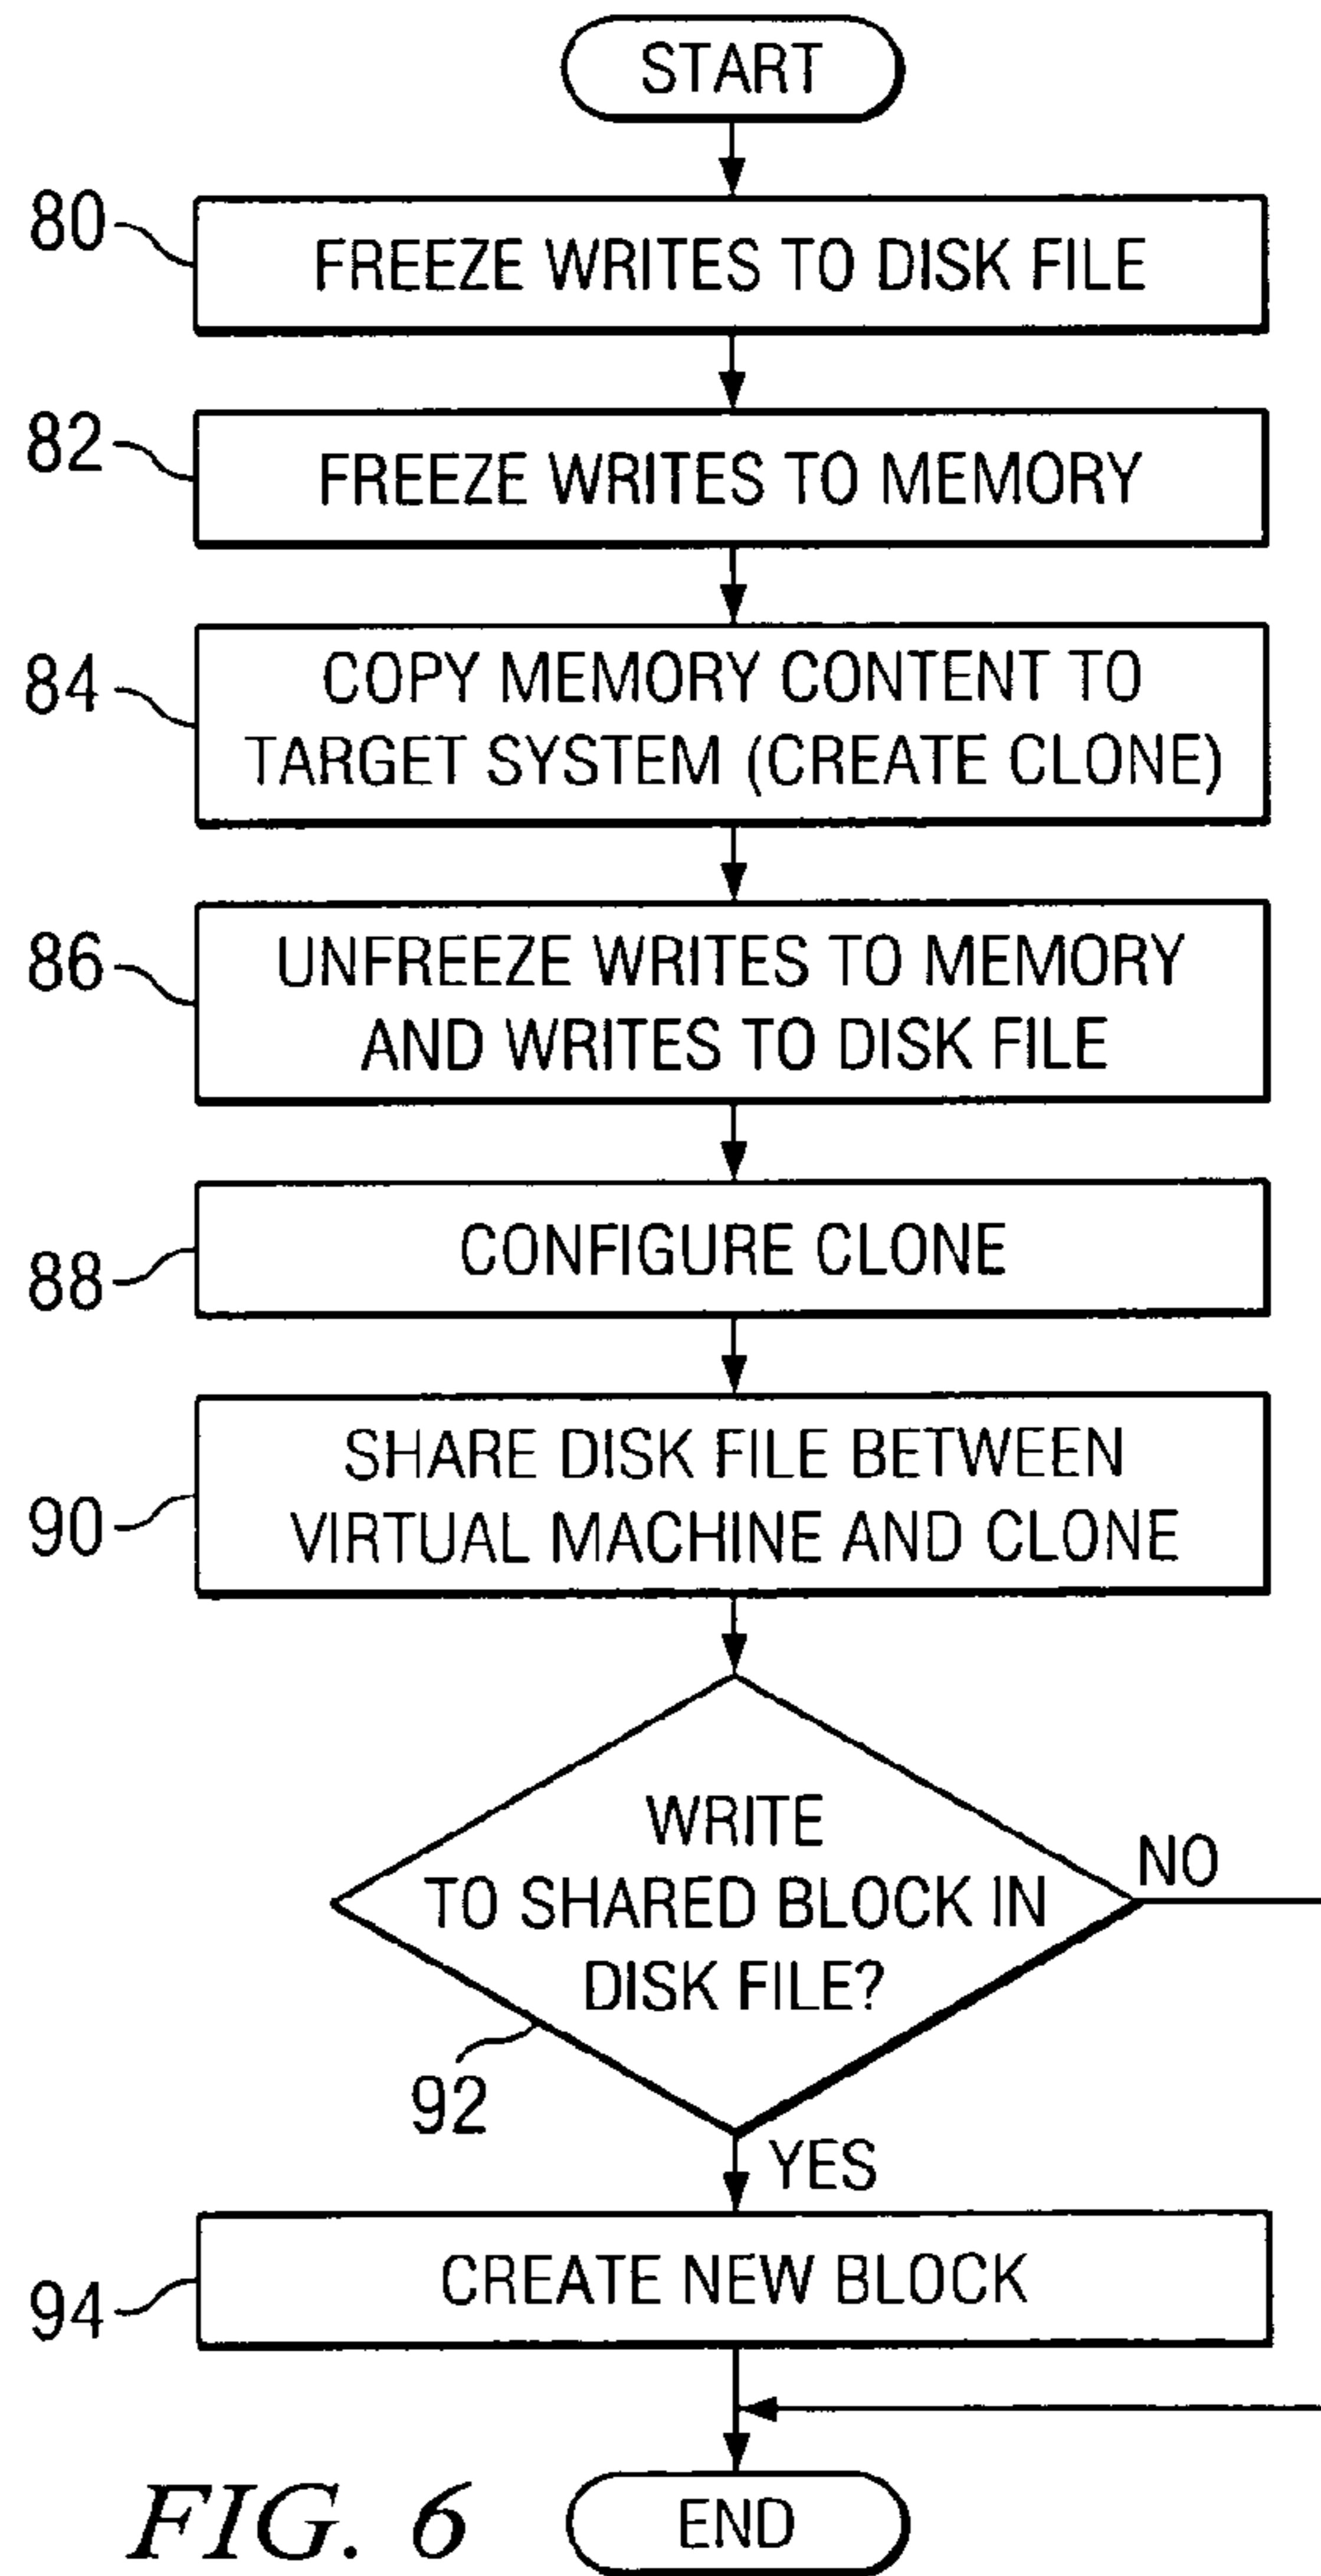 START
80
FREEZE WRITES TO DISK FILE
82
FREEZE WRITES TO MEMORY
84
COPY MEMORY CONTENT TO
TARGET SYSTEM (CREATE CLONE)
86
UNFREEZE WRITES TO MEMORY
AND WRITES TO DISK FILE
88
CONFIGURE CLONE
90
SHARE DISK FILE BETWEEN
VIRTUAL MACHINE AND CLONE
WRITE
TO SHARED BLOCK IN
DISK FILE?
NO
92
YES
94
CREATE NEW BLOCK
FIG. 6
END